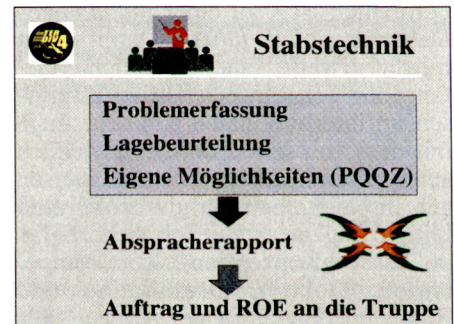 Stabstechnik
Problemerfassung
Lagebeurteilung
Eigene Möglichkeiten (PQQZ)
Abspracherapport
Auftrag und ROE an die Truppe